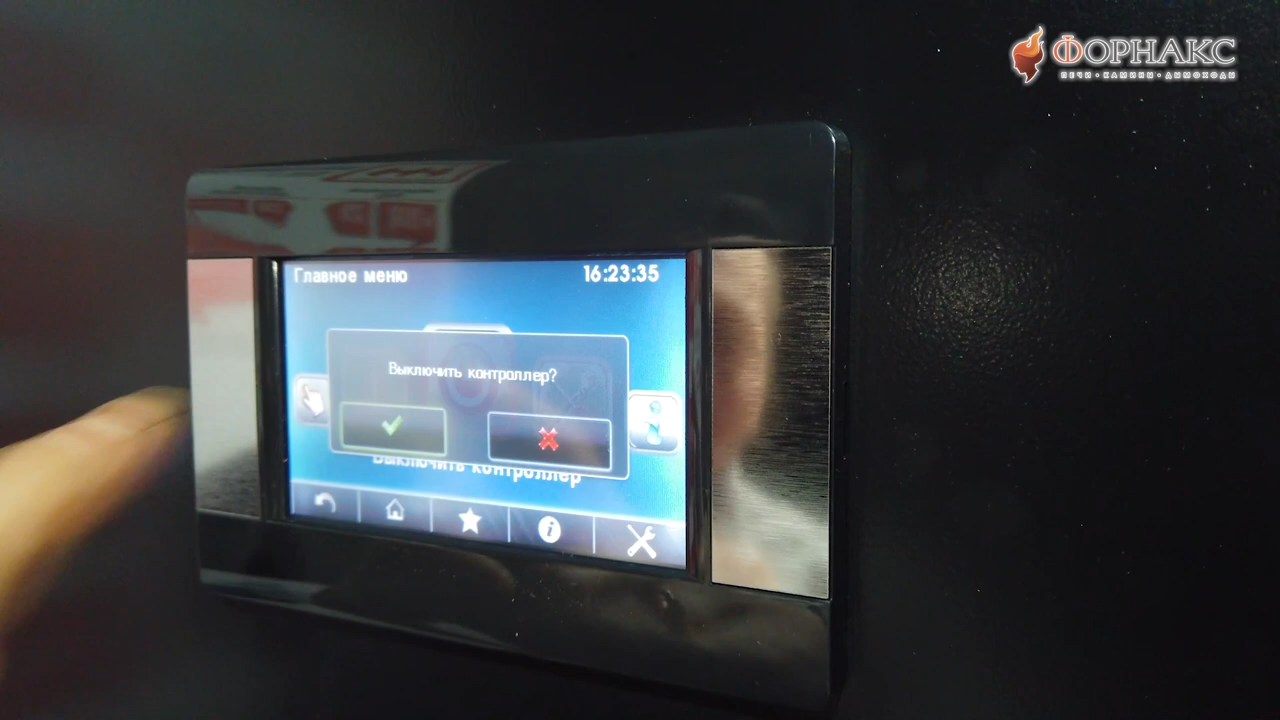 ФОРНАКС
ПЕЧИ • КАМИНЫ • ДЫМОХОДЫ
Главное меню
16:23:35
Выключить контроллер?
Выключить контроллер